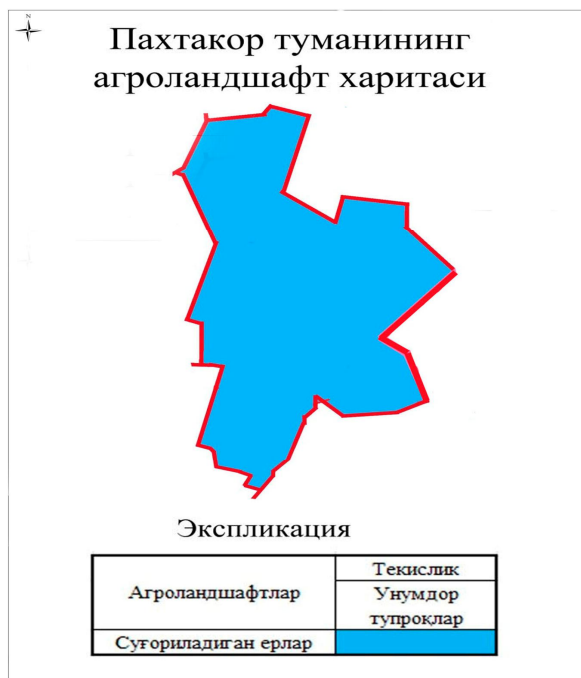 N
Пахтакор туманининг
агроландшафт харитаси
Экспликация
Агроландшафтлар
Текислик
Унумдор
тупроқлар
Суғориладиган ерлар